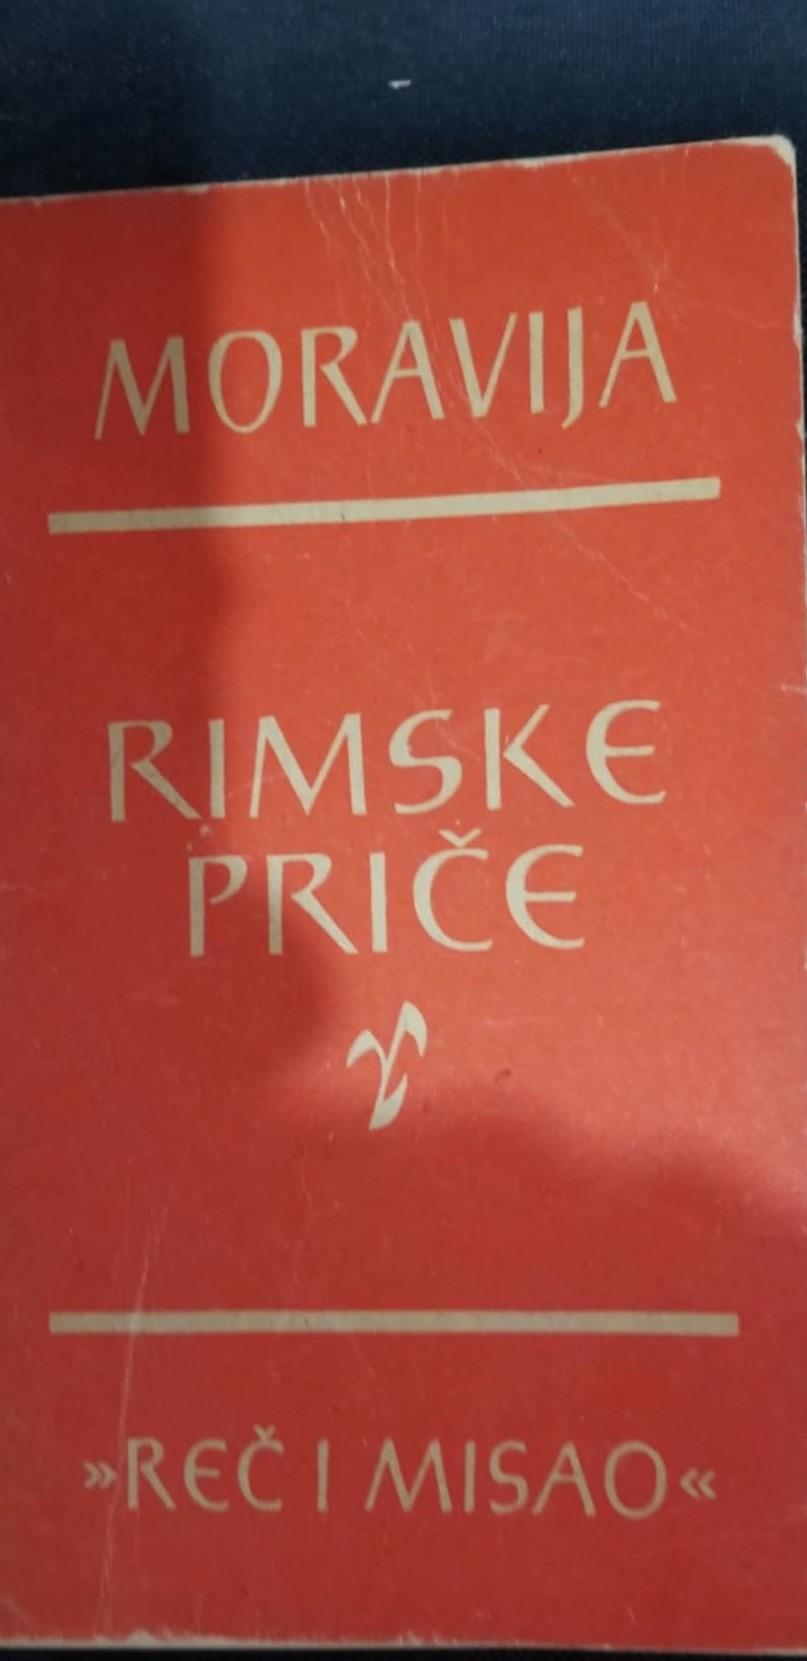 MORAVIJA
RIMSKE
PRIČE
»REČ I MISAO«